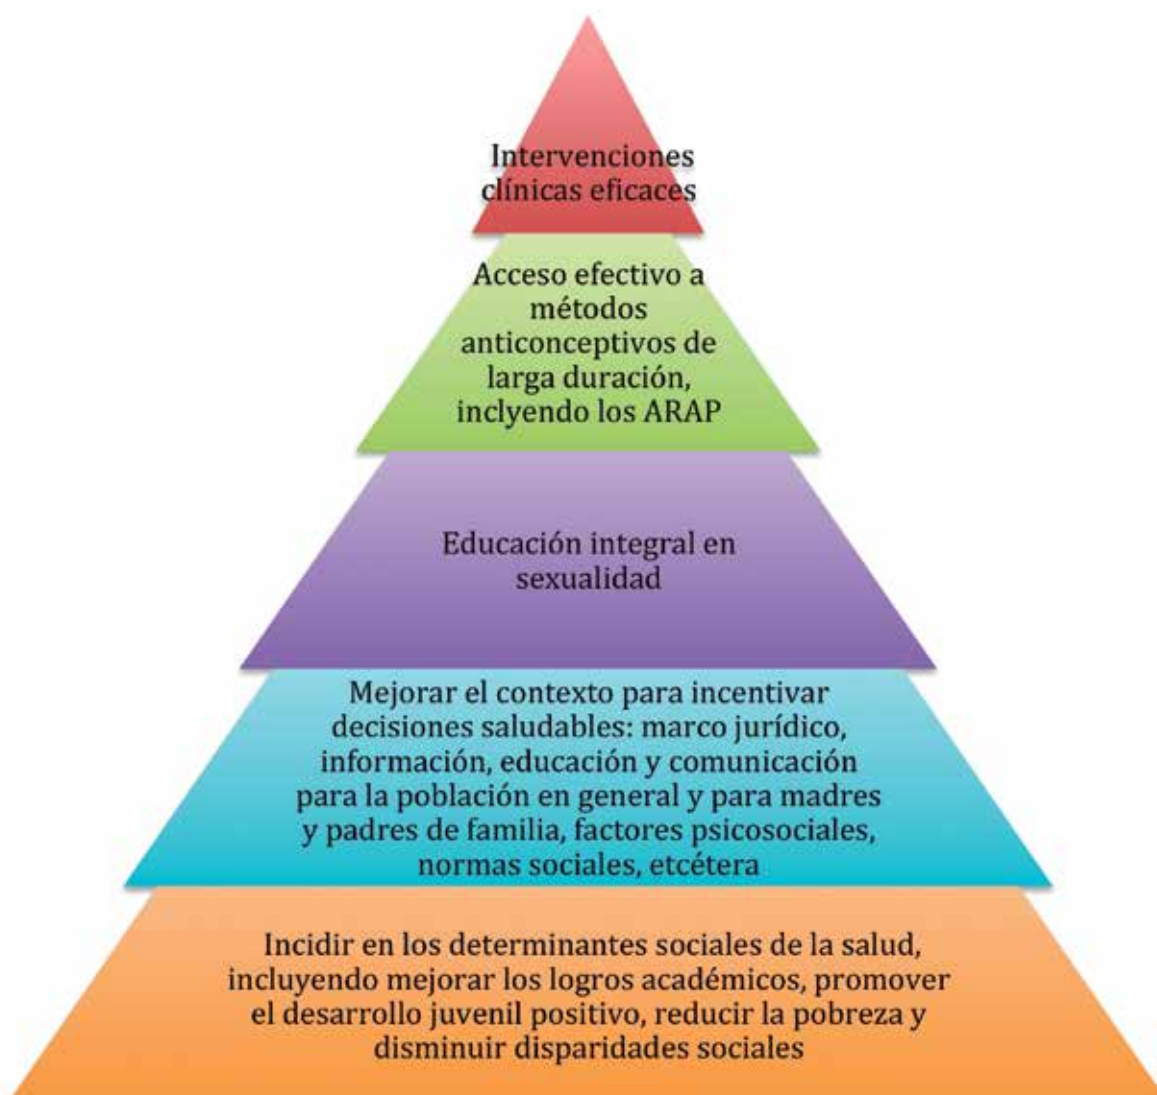 Intervenciones
clínicas eficaces
Acceso efectivo a
métodos
anticonceptivos de
larga duración,
inclyendo los ARAP
Educación integral en
sexualidad
Mejorar el contexto para incentivar
decisiones saludables: marco jurídico,
información, educación y comunicación
para la población en general y para madres
y padres de familia, factores psicosociales,
normas sociales, etcétera
Incidir en los determinantes sociales de la salud,
incluyendo mejorar los logros académicos, promover
el desarrollo juvenil positivo, reducir la pobreza y
disminuir disparidades sociales